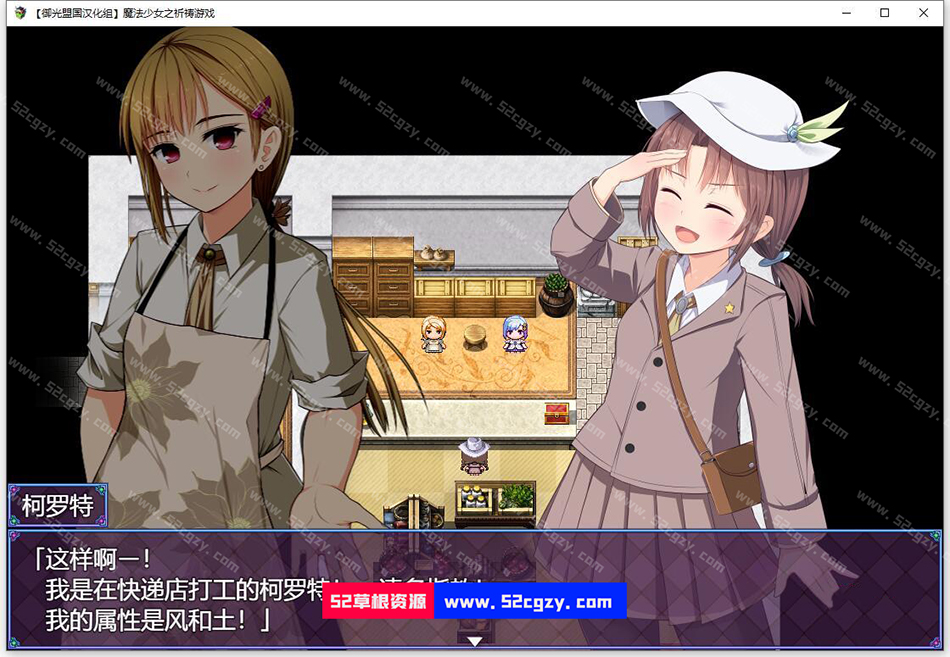 【御光盟国汉化组】魔法少女之祈祷游戏
www.52cgzy.com
柯罗特
「这样啊—！
我是在快递店打工的柯罗特！ 请多指教！
我的属性是风和土！」
52草根资源 www.52cgzy.com